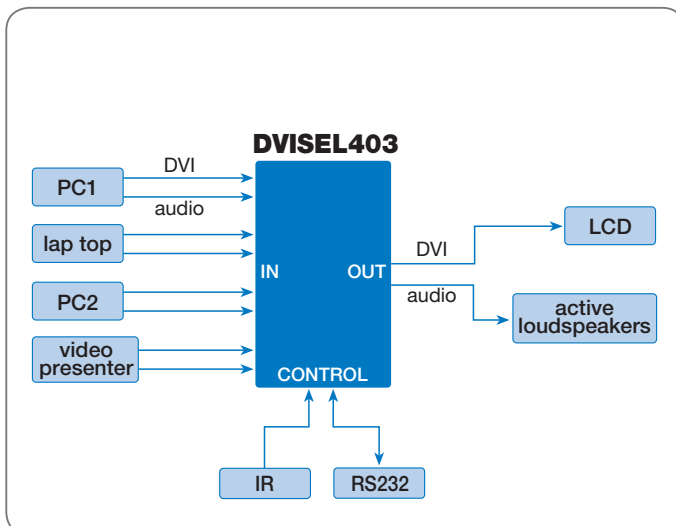 DVISEL403
DVI
PC1
audio
lap top
PC2
video
presenter
IN
OUT
DVI
audio
LCD
active
loudspeakers
CONTROL
IR
RS232